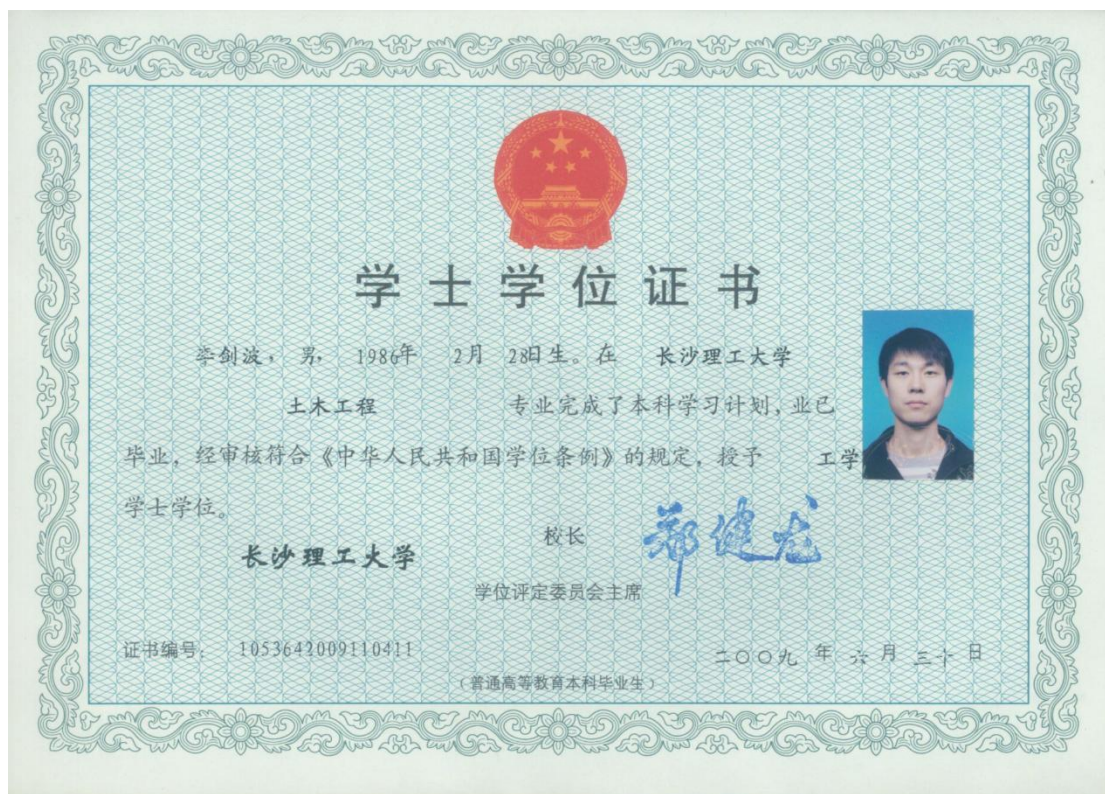 学士学位证书
李剑波，男，1986年 2月 28日生。在 长沙理工大学
土木工程 专业完成了本科学习计划，业已
毕业，经审核符合《中华人民共和国学位条例》的规定，授予 工学
学士学位。
校长 郑健龙
长沙理工大学
学位评定委员会主席
证书编号： 1053642009110411
二〇〇九 年 六 月 三十 日
（普通高等教育本科毕业生）